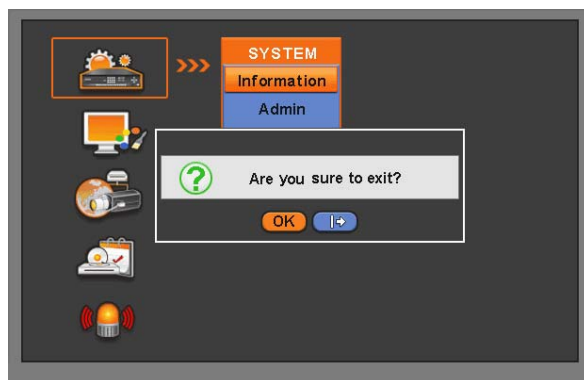 SYSTEM
Information
Admin
Are you sure to exit?
OK